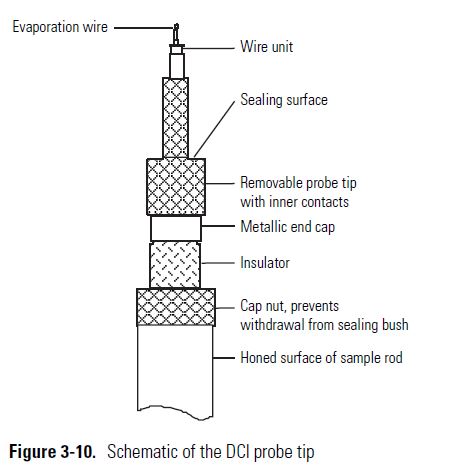 Evaporation wire
Wire unit
Sealing surface
Removable probe tip
with inner contacts
Metallic end cap
Insulator
Cap nut, prevents
withdrawal from sealing bush
Honed surface of sample rod
Figure 3-10. Schematic of the DCI probe tip